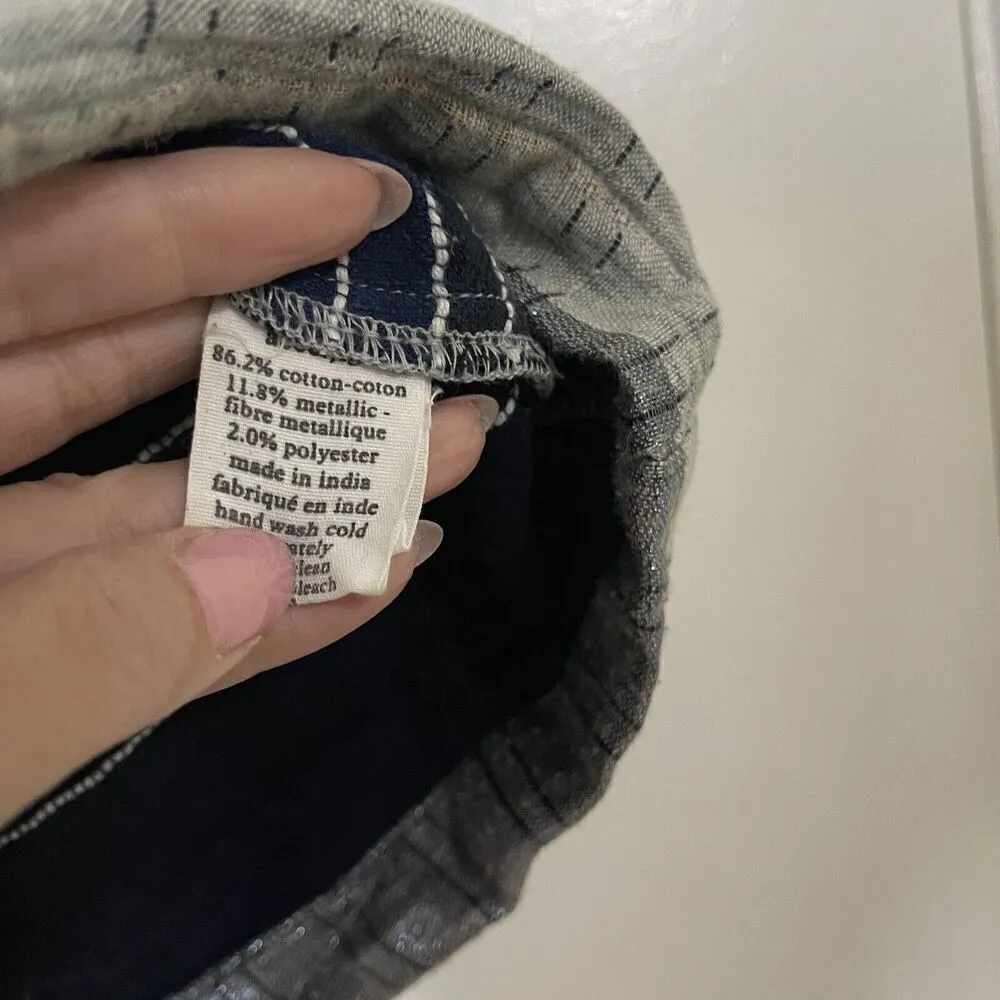 86.2% cotton-coton
11.8% metallic -
fibre metallique
2.0% polyester
made in india
fabriqué en inde
hand wash cold